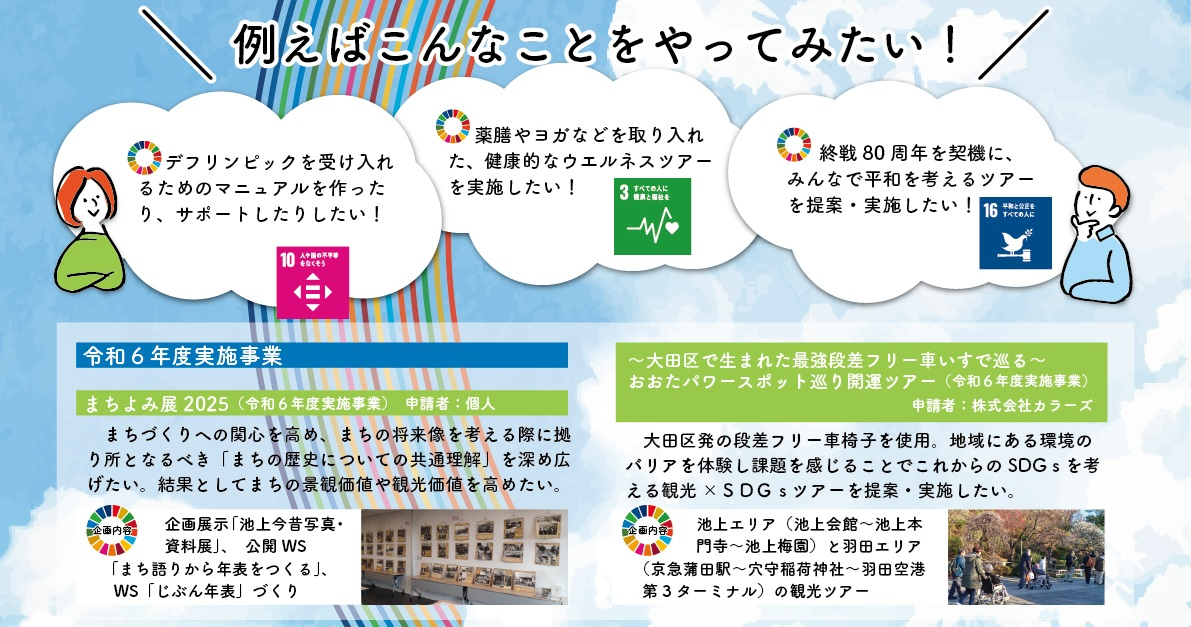 例えばこんなことをやってみたい！
デフリンピックを受け入れ
るためのマニュアルを作った
り、サポートしたりしたい！
10 人や国の不平等
をなくそう
薬膳やヨガなどを取り入れ
た、健康的なウエルネスツアー
を実施したい！
3 すべての人に
健康と福祉を
終戦 80 周年を契機に、
みんなで平和を考えるツアー
を提案・実施したい！
16 平和と公正を
すべての人に
令和６年度実施事業
まちよみ展 2025（令和６年度実施事業） 申請者：個人
まちづくりへの関心を高め、まちの将来像を考える際に拠
り所となるべき「まちの歴史についての共通理解」を深め広
げたい。結果としてまちの景観価値や観光価値を高めたい。
企画内容
企画展示「池上今昔写真・
資料展」、 公開 WS
「まち語りから年表をつくる」、
WS「じぶん年表」づくり
～大田区で生まれた最強段差フリー車いすで巡る～
おおたパワースポット巡り開運ツアー（令和６年度実施事業）
申請者：株式会社カラーズ
大田区発の段差フリー車椅子を使用。地域にある環境の
バリアを体験し課題を感じることでこれからの SDGｓを考
える観光 × ＳＤＧｓツアーを提案・実施したい。
企画内容
池上エリア（池上会館～池上本
門寺～池上梅園）と羽田エリア
（京急蒲田駅～穴守稲荷神社～羽田空港
第３ターミナル）の観光ツアー